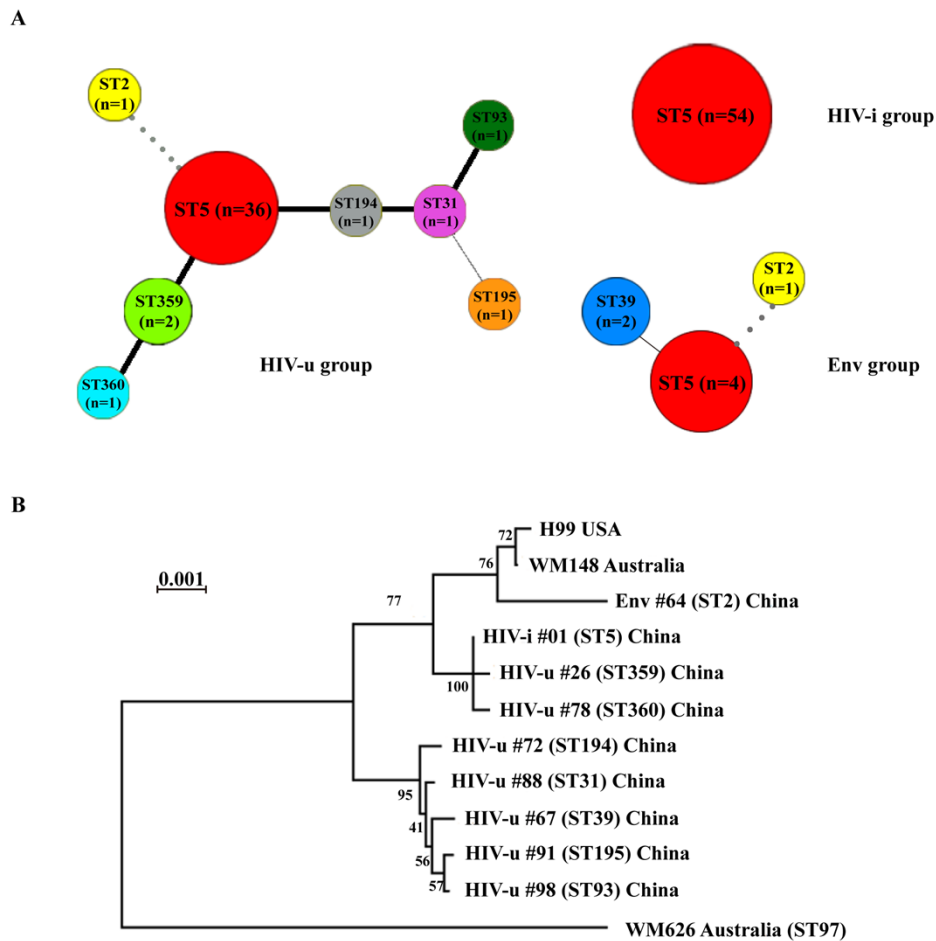 A
ST2
(n=1)
ST5 (n=36)
ST194
(n=1)
ST31
(n=1)
ST93
(n=1)
ST195
(n=1)
ST359
(n=2)
ST360
(n=1)
HIV-u group
ST5 (n=54)
HIV-i group
ST39
(n=2)
ST2
(n=1)
ST5 (n=4)
Env group
B
0.001
72
76
77
100
95
41
56
57
H99 USA
WM148 Australia
Env #64 (ST2) China
HIV-i #01 (ST5) China
HIV-u #26 (ST359) China
HIV-u #78 (ST360) China
HIV-u #72 (ST194) China
HIV-u #88 (ST31) China
HIV-u #67 (ST39) China
HIV-u #91 (ST195) China
HIV-u #98 (ST93) China
WM626 Australia (ST97)